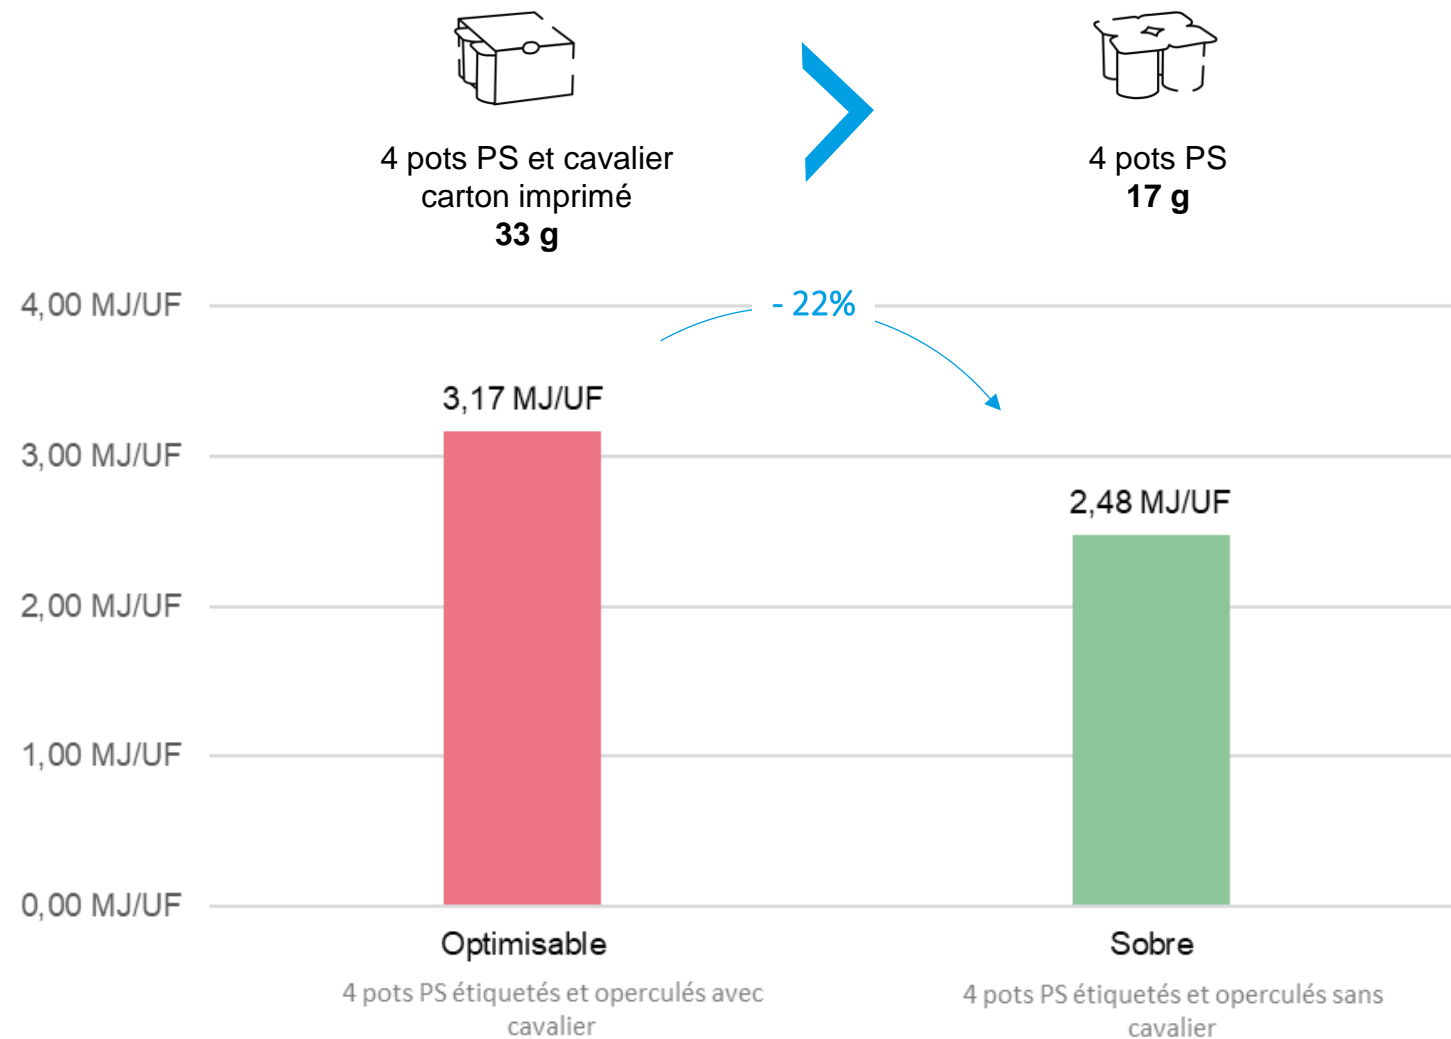 4 pots PS et cavalier
carton imprimé
33 g
4 pots PS
17 g
4,00 MJ/UF
- 22%
3,17 MJ/UF
3,00 MJ/UF
2,48 MJ/UF
2,00 MJ/UF
1,00 MJ/UF
0,00 MJ/UF
Optimisable
4 pots PS étiquetés et operculés avec
cavalier
Sobre
4 pots PS étiquetés et operculés sans
cavalier